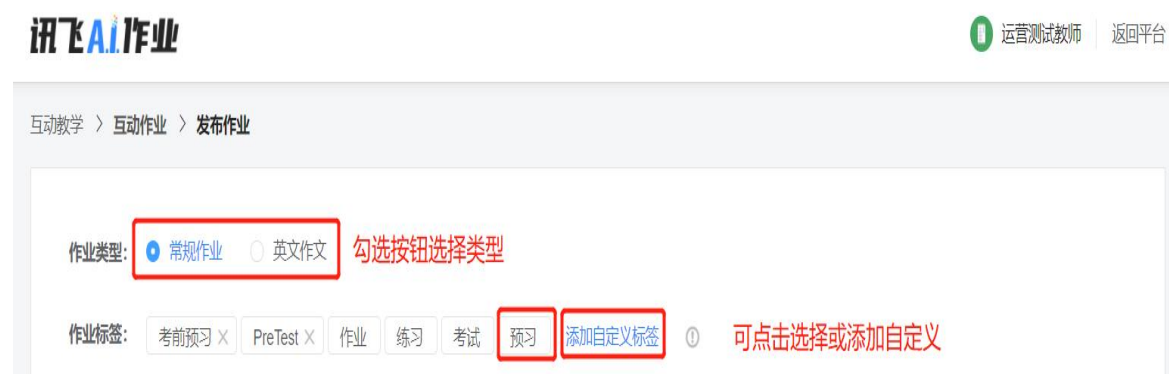 讯飞A.i.作业 运营测试教师 返回平台
互动教学 〉 互动作业 〉 发布作业
作业类型: 常规作业 英文作文 勾选按钮选择类型
作业标签: 考前预习 × PreTest × 作业 练习 考试 预习 添加自定义标签 可点击选择或添加自定义